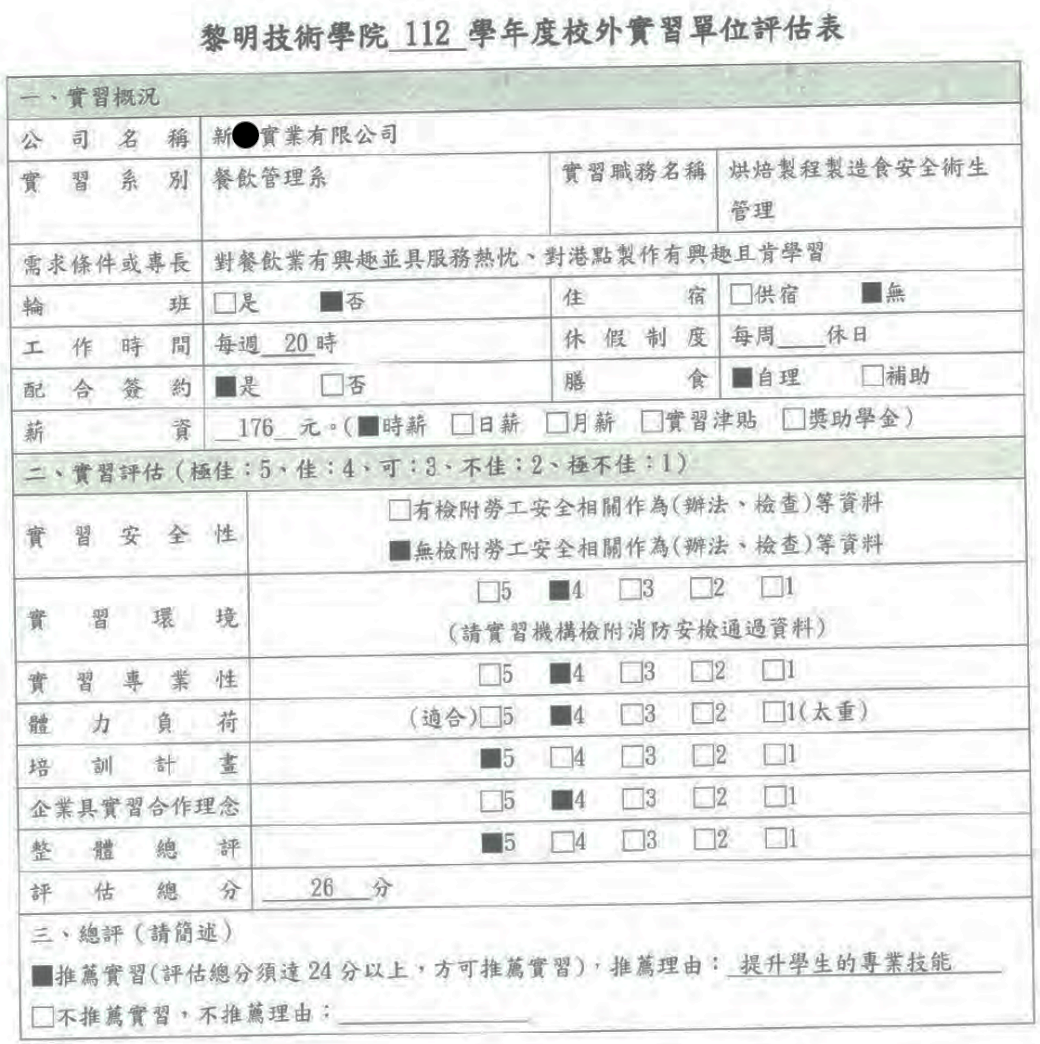 黎明技術學院 112 學年度校外實習單位評估表
一、實習概況
公司名稱 新●實業有限公司
實習系別 餐飲管理系 實習職務名稱 烘焙製程製造食安全術生
管理
需求條件或專長 對餐飲業有興趣並具服務熱忱、對港點製作有興趣且肯學習
輪班 □是 ■否 住宿 □供宿 ■無
工作時間 每週 20 時 休假制度 每周____休日
配合簽約 ■是 □否 膳食 ■自理 □補助
薪資 176 元。(■時薪 □日薪 □月薪 □實習津貼 □獎助學金)
二、實習評估(極佳:5、佳:4、可:3、不佳:2、極不佳:1)
實習安全性 □有檢附勞工安全相關作為(辦法、檢查)等資料
■無檢附勞工安全相關作為(辦法、檢查)等資料
實習環境 □5 ■4 □3 □2 □1
(請實習機構檢附消防安檢通過資料)
實習專業性 □5 ■4 □3 □2 □1
體力負荷 (適合)□5 ■4 □3 □2 □1(太重)
培訓計畫 ■5 □4 □3 □2 □1
企業具實習合作理念 □5 ■4 □3 □2 □1
整體總評 ■5 □4 □3 □2 □1
評估總分 26 分
三、總評(請簡述)
■推薦實習(評估總分須達 24 分以上,方可推薦實習),推薦理由: 提升學生的專業技能
□不推薦實習,不推薦理由:____________